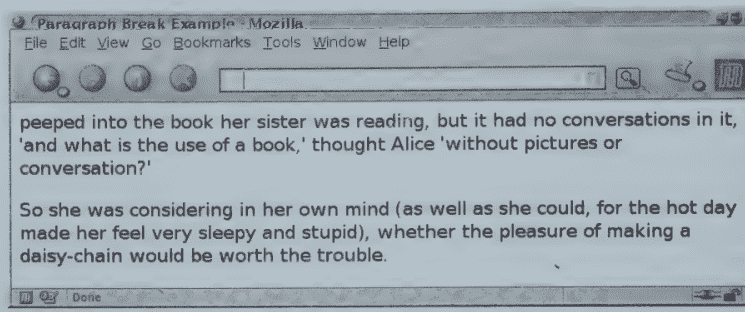 Paragraph Break Example - Mozilla
File Edit View Go Bookmarks Tools Window Help
peeped into the book her sister was reading, but it had no conversations in it,
'and what is the use of a book,' thought Alice 'without pictures or
conversation?'
So she was considering in her own mind (as well as she could, for the hot day
made her feel very sleepy and stupid), whether the pleasure of making a
daisy-chain would be worth the trouble.
Done